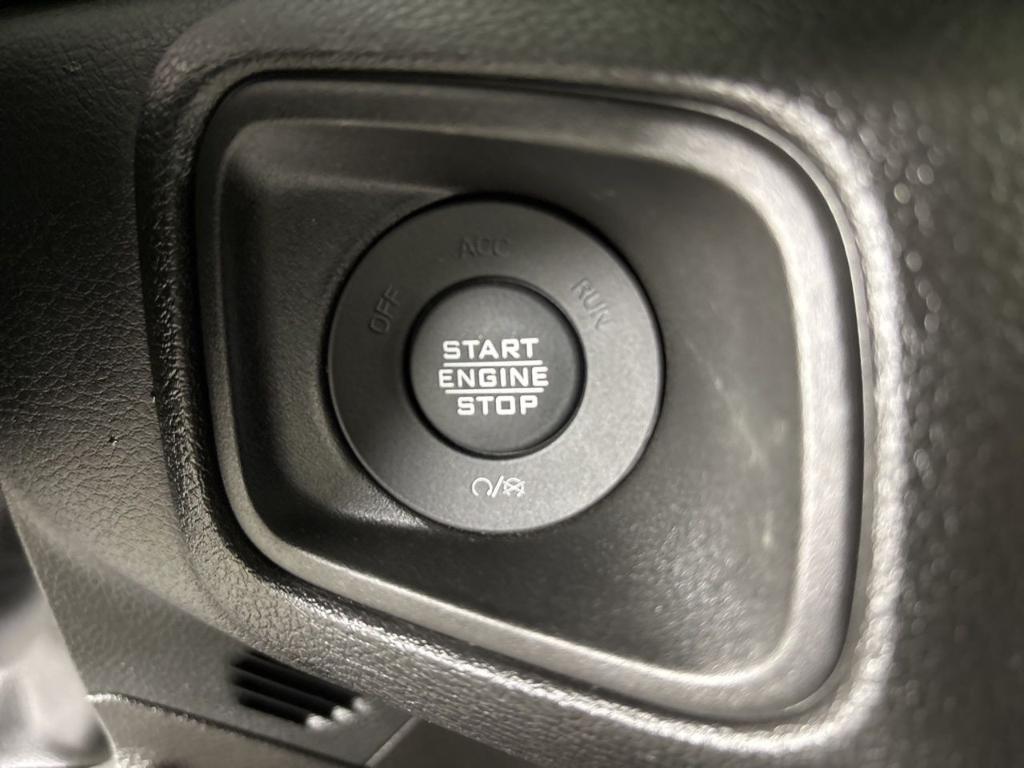 ACC
OFF
RUN
START
ENGINE
STOP